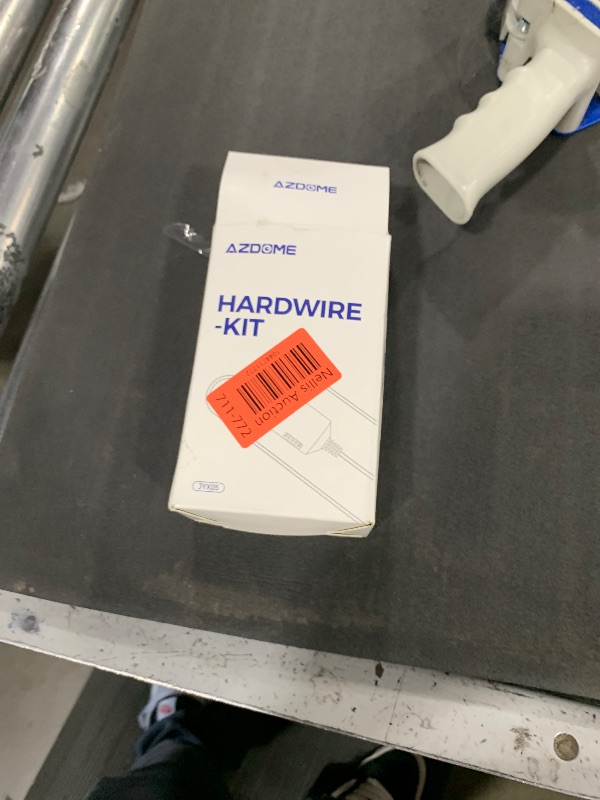 AZDOME
AZDOME
HARDWIRE
-KIT
Nellis Auction
711-772